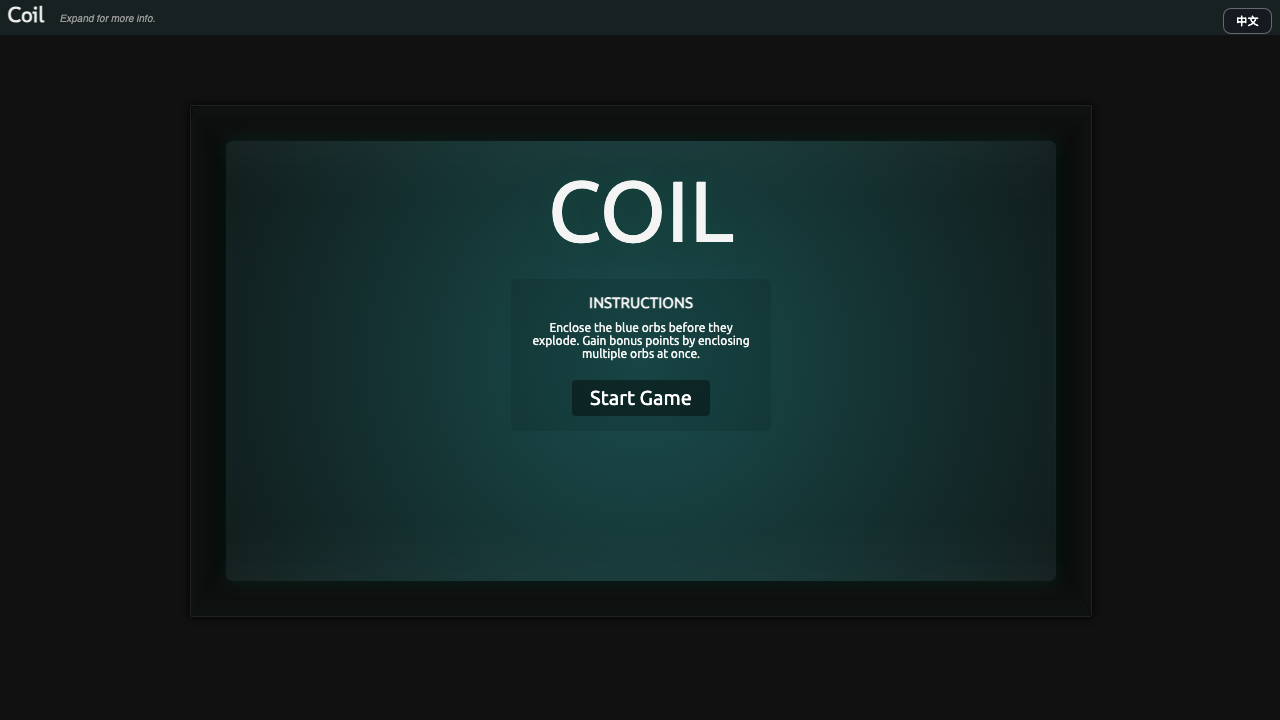 Coil
Expand for more info.
中文
COIL
INSTRUCTIONS
Enclose the blue orbs before they
explode. Gain bonus points by enclosing
multiple orbs at once.
Start Game